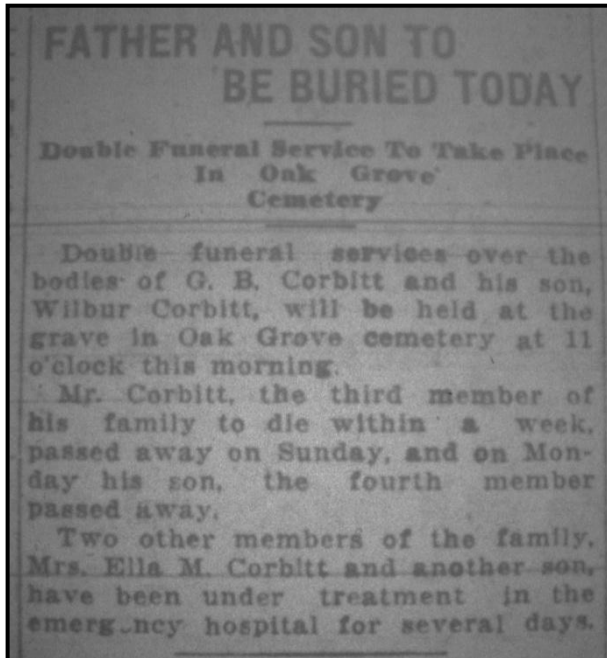 FATHER AND SON TO
BE BURIED TODAY
Double Funeral Service To Take Place
In Oak Grove
Cemetery
Double funeral services over the
bodies of G. B. Corbitt and his son,
Wilbur Corbitt, will be held at the
grave in Oak Grove cemetery at 11
o'clock this morning.
Mr. Corbitt, the third member of
his family to die within a week,
passed away on Sunday, and on Mon-
day his son, the fourth member
passed away.
Two other members of the family,
Mrs. Ella M. Corbitt and another son,
have been under treatment in the
emergency hospital for several days.